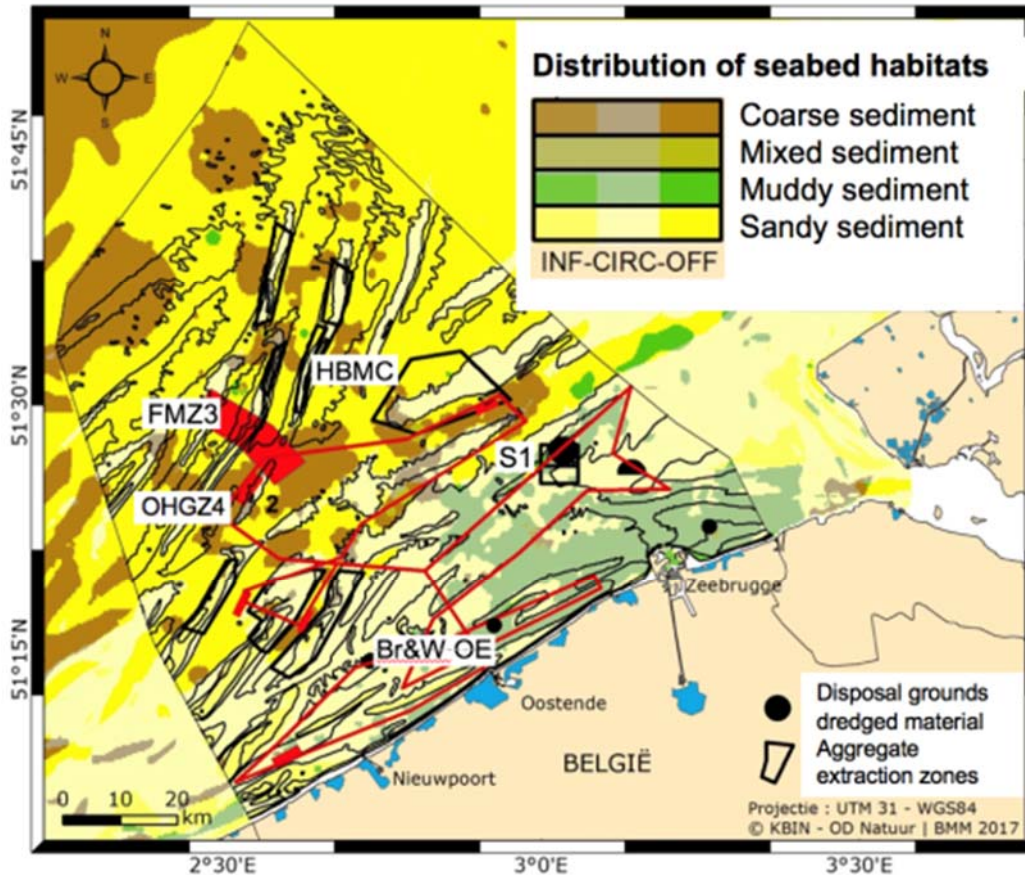 N
W E
S
Distribution of seabed habitats
Coarse sediment
Mixed sediment
Muddy sediment
Sandy sediment
INF-CIRC-OFF
51°45'N
51°30'N
51°15'N
HBMC
FMZ3
S1
OHGZ4
2
Zeebrugge
Br&W OE
Oostende
Nieuwpoort
BELGIË
Disposal grounds
dredged material
Aggregate
extraction zones
0 10 20
km
Projectie : UTM 31 - WGS84
© KBIN - OD Natuur | BMM 2017
2°30'E 3°0'E 3°30'E